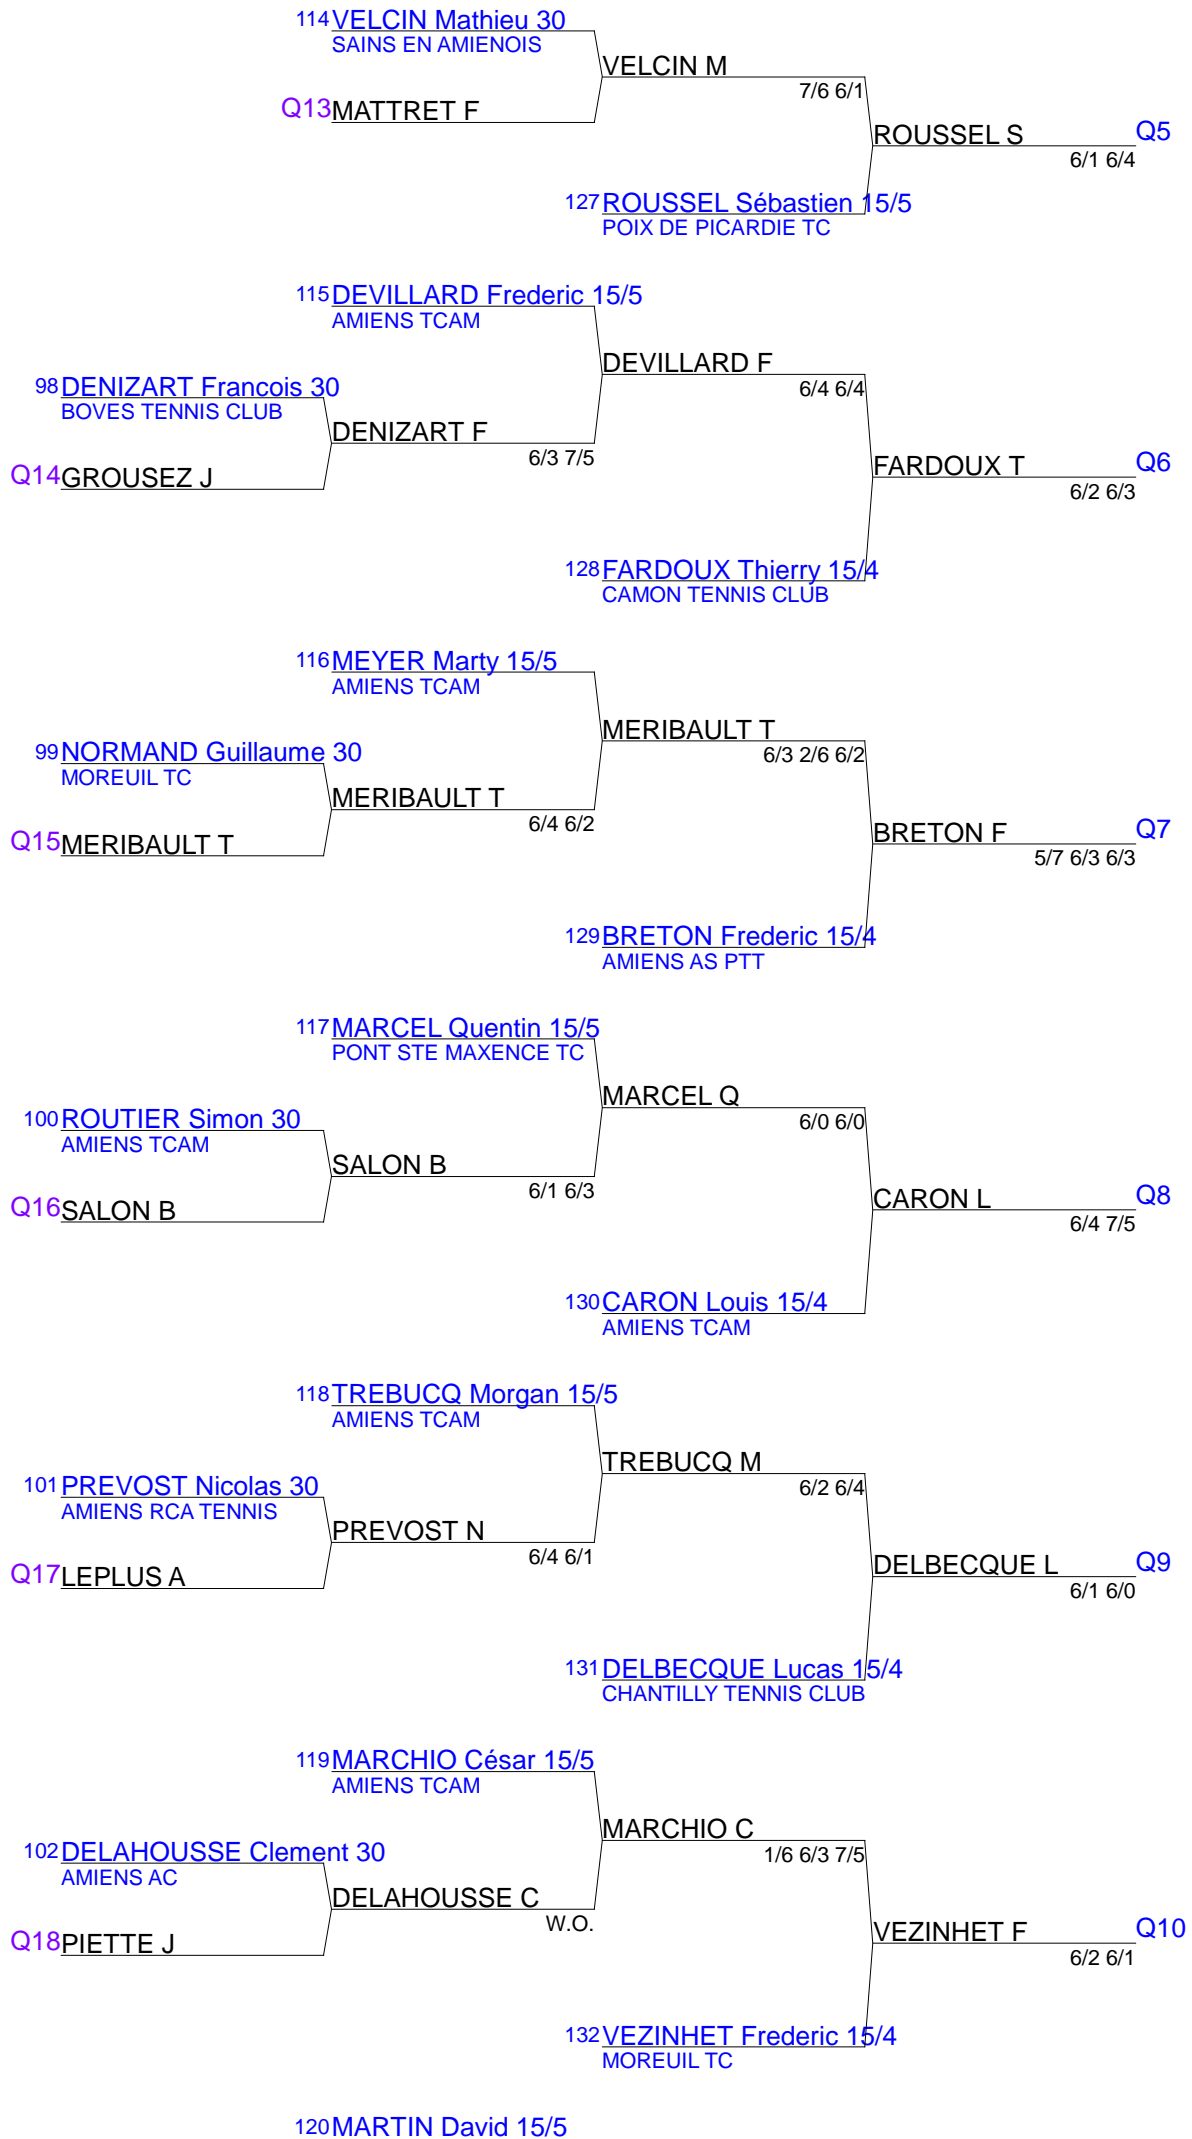 114 VELCIN Mathieu 30
SAINS EN AMIENOIS
VELCIN M
7/6 6/1
Q13 MATTRET F
ROUSSEL S Q5
6/1 6/4
127 ROUSSEL Sébastien 15/5
POIX DE PICARDIE TC
115 DEVILLARD Frederic 15/5
AMIENS TCAM
DEVILLARD F
6/4 6/4
98 DENIZART Francois 30
BOVES TENNIS CLUB
DENIZART F
6/3 7/5
Q14 GROUSEZ J
FARDOUX T Q6
6/2 6/3
128 FARDOUX Thierry 15/4
CAMON TENNIS CLUB
116 MEYER Marty 15/5
AMIENS TCAM
MERIBAULT T
6/3 2/6 6/2
99 NORMAND Guillaume 30
MOREUIL TC
MERIBAULT T
6/4 6/2
Q15 MERIBAULT T
BRETON F Q7
5/7 6/3 6/3
129 BRETON Frederic 15/4
AMIENS AS PTT
117 MARCEL Quentin 15/5
PONT STE MAXENCE TC
MARCEL Q
6/0 6/0
100 ROUTIER Simon 30
AMIENS TCAM
SALON B
6/1 6/3
Q16 SALON B
CARON L Q8
6/4 7/5
130 CARON Louis 15/4
AMIENS TCAM
118 TREBUCQ Morgan 15/5
AMIENS TCAM
TREBUCQ M
6/2 6/4
101 PREVOST Nicolas 30
AMIENS RCA TENNIS
PREVOST N
6/4 6/1
Q17 LEPLUS A
DELBECQUE L Q9
6/1 6/0
131 DELBECQUE Lucas 15/4
CHANTILLY TENNIS CLUB
119 MARCHIO César 15/5
AMIENS TCAM
MARCHIO C
1/6 6/3 7/5
102 DELAHOUSSE Clement 30
AMIENS AC
DELAHOUSSE C
W.O.
Q18 PIETTE J
VEZINHET F Q10
6/2 6/1
132 VEZINHET Frederic 15/4
MOREUIL TC
120 MARTIN David 15/5